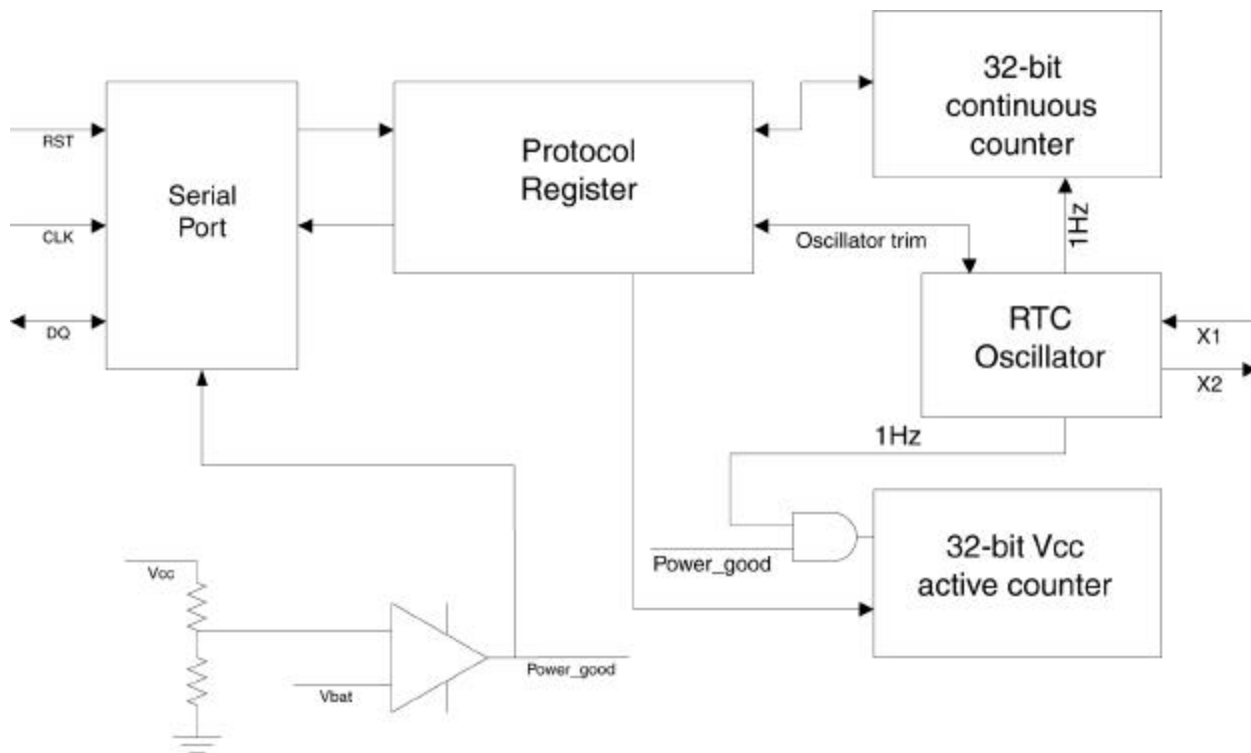 32-bit
continuous
counter
RST
Serial
Port
CLK
DQ
Protocol
Register
Oscillator trim
1Hz
RTC
Oscillator
X1
X2
1Hz
Power_good
32-bit Vcc
active counter
Vcc
Vbat
Power_good